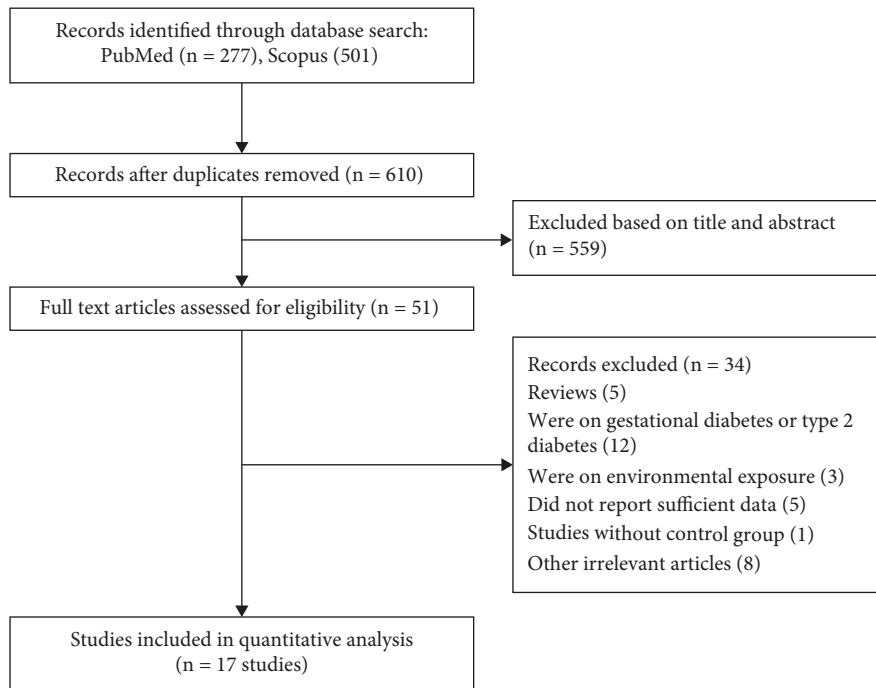 Records identified through database search:
PubMed (n = 277), Scopus (501)
Records after duplicates removed (n = 610)
Excluded based on title and abstract
(n = 559)
Full text articles assessed for eligibility (n = 51)
Records excluded (n = 34)
Reviews (5)
Were on gestational diabetes or type 2
diabetes (12)
Were on environmental exposure (3)
Did not report sufficient data (5)
Studies without control group (1)
Other irrelevant articles (8)
Studies included in quantitative analysis
(n = 17 studies)